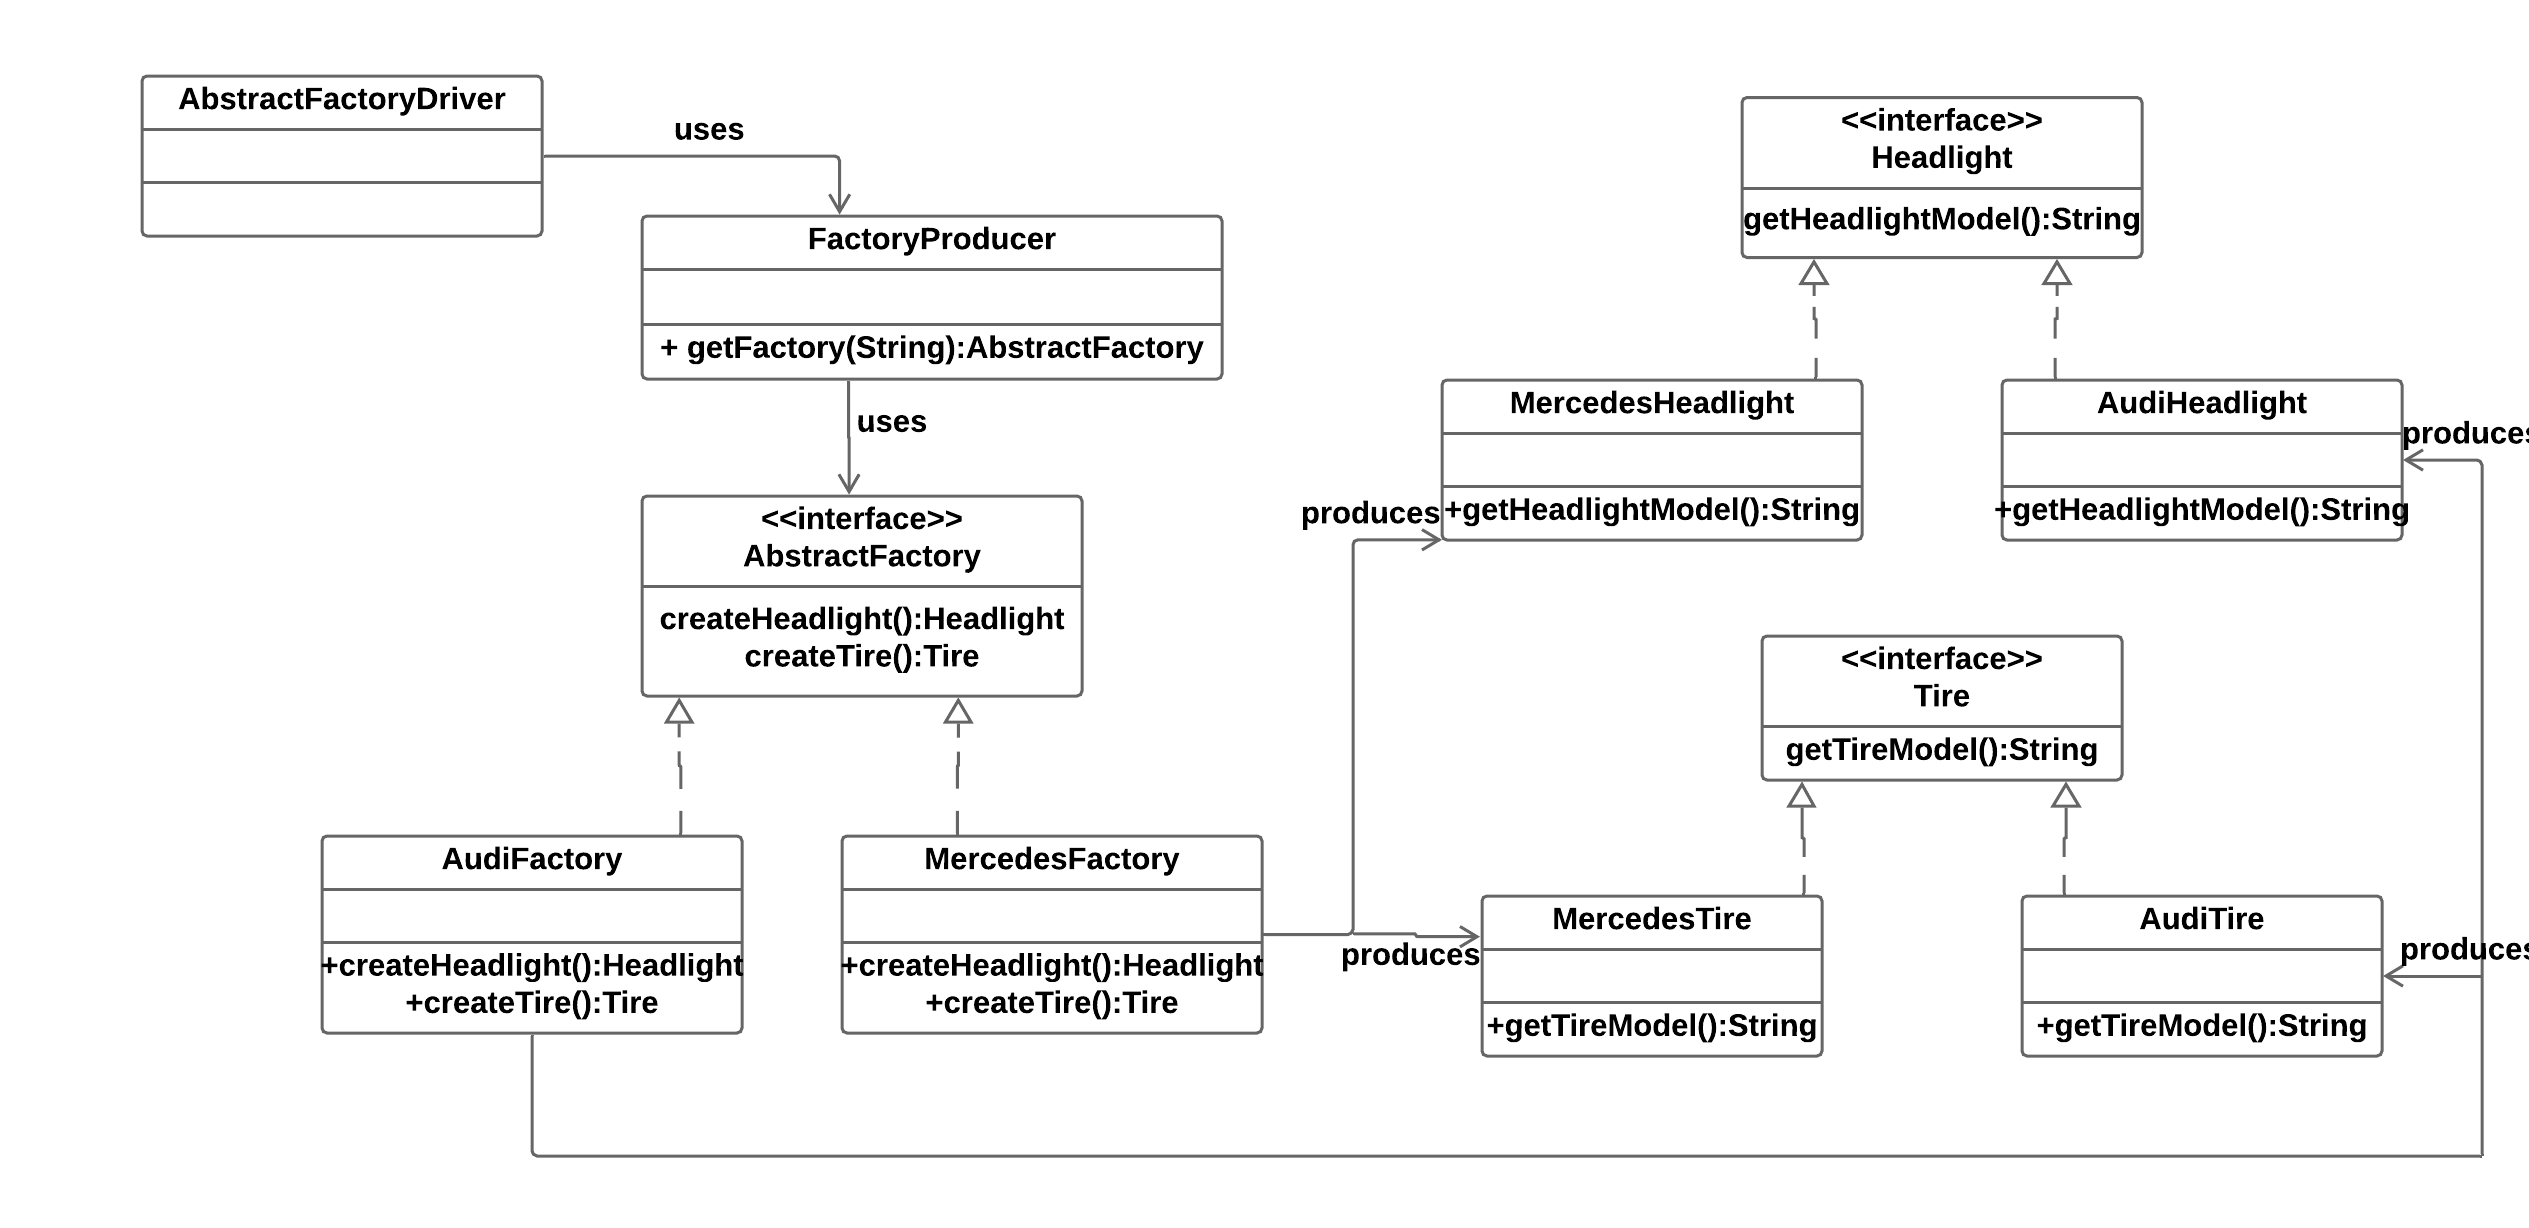 AbstractFactoryDriver
uses
FactoryProducer
+ getFactory(String):AbstractFactory
uses
<<interface>>
AbstractFactory
createHeadlight():Headlight
createTire():Tire
AudiFactory
+createHeadlight():Headlight
+createTire():Tire
MercedesFactory
+createHeadlight():Headlight
+createTire():Tire
<<interface>>
Headlight
getHeadlightModel():String
MercedesHeadlight
+getHeadlightModel():String
produces
AudiHeadlight
+getHeadlightModel():String
produces
<<interface>>
Tire
getTireModel():String
MercedesTire
+getTireModel():String
produces
AudiTire
+getTireModel():String
produces